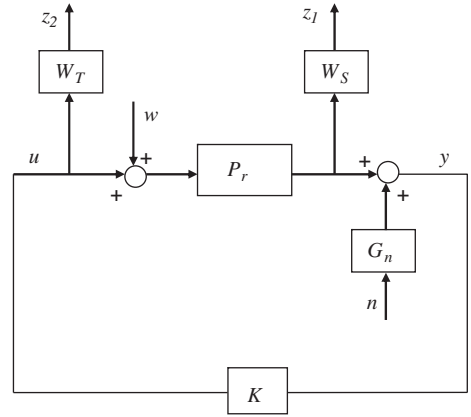 z2 z1
W_T W_S
w
u + + y
+ P_r +
G_n
n
K